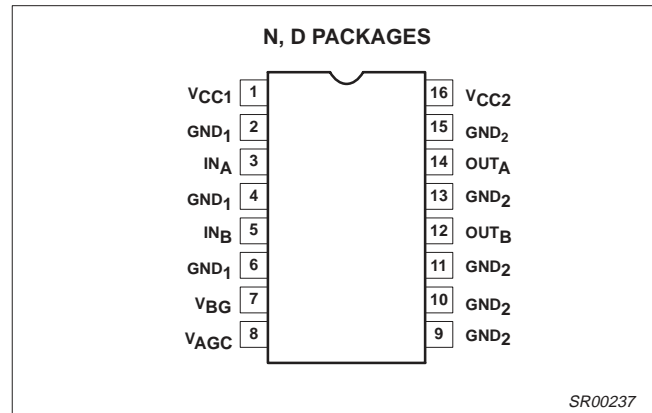 N, D PACKAGES
VCC1 1 16 VCC2
GND1 2 15 GND2
INA 3 14 OUTA
GND1 4 13 GND2
INB 5 12 OUTB
GND1 6 11 GND2
VBG 7 10 GND2
VAGC 8 9 GND2
SR00237